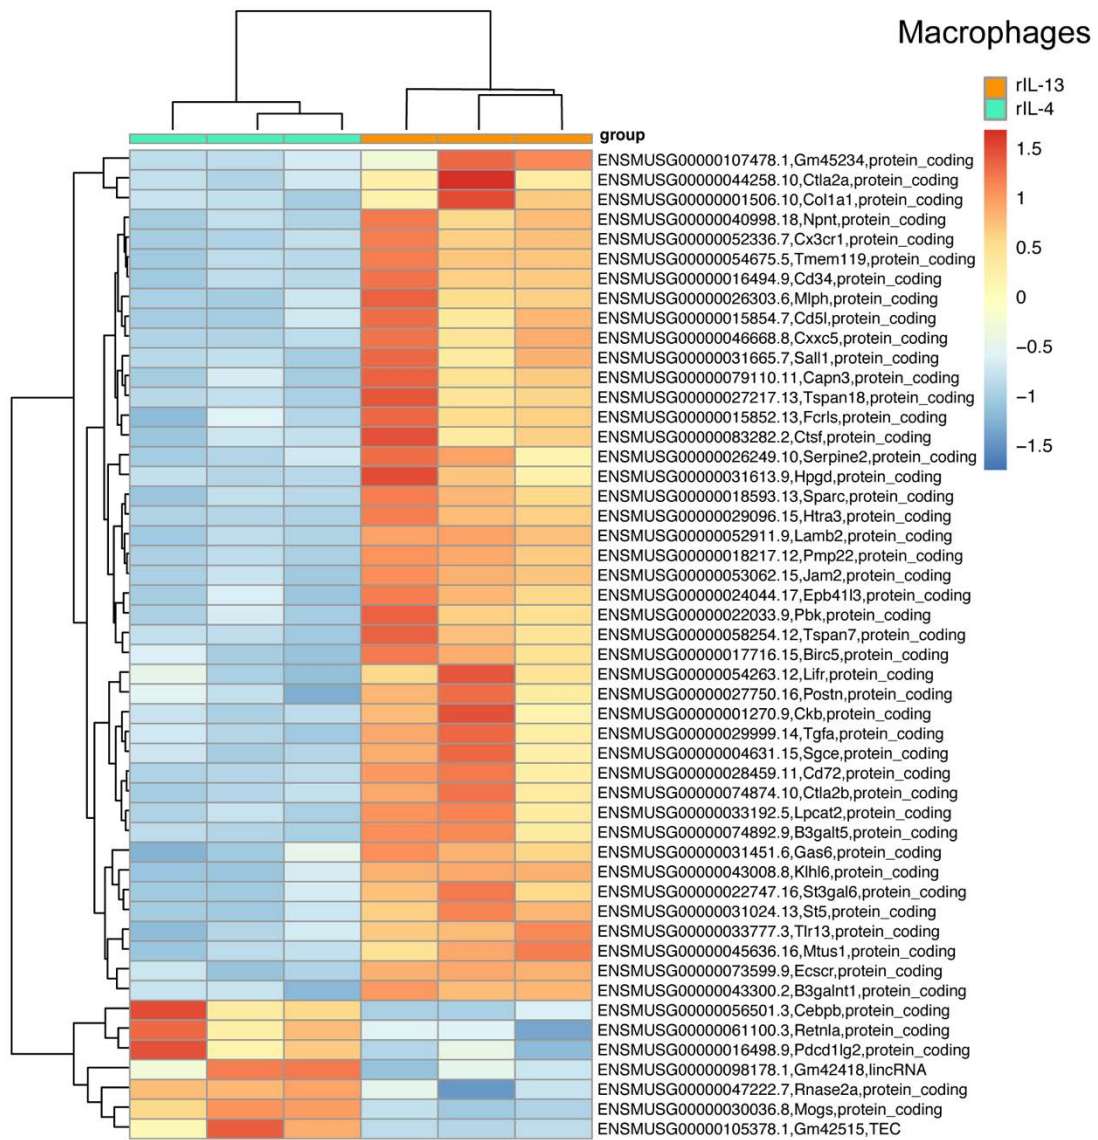 Macrophages
rIL-13
rIL-4
group
1.5
1
0.5
0
−0.5
−1
−1.5
ENSMUSG00000107478.1,Gm45234,protein_coding
ENSMUSG00000044258.10,Ctla2a,protein_coding
ENSMUSG00000001506.10,Col1a1,protein_coding
ENSMUSG00000040998.18,Npnt,protein_coding
ENSMUSG00000052336.7,Cx3cr1,protein_coding
ENSMUSG00000054675.5,Tmem119,protein_coding
ENSMUSG00000016494.9,Cd34,protein_coding
ENSMUSG00000026303.6,Mlph,protein_coding
ENSMUSG00000015854.7,Cd5l,protein_coding
ENSMUSG00000046668.8,Cxxc5,protein_coding
ENSMUSG00000031665.7,Sall1,protein_coding
ENSMUSG00000079110.11,Capn3,protein_coding
ENSMUSG00000027217.13,Tspan18,protein_coding
ENSMUSG00000015852.13,Fcrls,protein_coding
ENSMUSG00000083282.2,Ctsf,protein_coding
ENSMUSG00000026249.10,Serpine2,protein_coding
ENSMUSG00000031613.9,Hpgd,protein_coding
ENSMUSG00000018593.13,Sparc,protein_coding
ENSMUSG00000029096.15,Htra3,protein_coding
ENSMUSG00000052911.9,Lamb2,protein_coding
ENSMUSG00000018217.12,Pmp22,protein_coding
ENSMUSG00000053062.15,Jam2,protein_coding
ENSMUSG00000024044.17,Epb41l3,protein_coding
ENSMUSG00000022033.9,Pbk,protein_coding
ENSMUSG00000058254.12,Tspan7,protein_coding
ENSMUSG00000017716.15,Birc5,protein_coding
ENSMUSG00000054263.12,Lifr,protein_coding
ENSMUSG00000027750.16,Postn,protein_coding
ENSMUSG00000001270.9,Ckb,protein_coding
ENSMUSG00000029999.14,Tgfa,protein_coding
ENSMUSG00000004631.15,Sgce,protein_coding
ENSMUSG00000028459.11,Cd72,protein_coding
ENSMUSG00000074874.10,Ctla2b,protein_coding
ENSMUSG00000033192.5,Lpcat2,protein_coding
ENSMUSG00000074892.9,B3galt5,protein_coding
ENSMUSG00000031451.6,Gas6,protein_coding
ENSMUSG00000043008.8,Klhl6,protein_coding
ENSMUSG00000022747.16,St3gal6,protein_coding
ENSMUSG00000031024.13,St5,protein_coding
ENSMUSG00000033777.3,Tlr13,protein_coding
ENSMUSG00000045636.16,Mtus1,protein_coding
ENSMUSG00000073599.9,Ecscr,protein_coding
ENSMUSG00000043300.2,B3galnt1,protein_coding
ENSMUSG00000056501.3,Cebpb,protein_coding
ENSMUSG00000061100.3,Retnla,protein_coding
ENSMUSG00000016498.9,Pdcd1lg2,protein_coding
ENSMUSG00000098178.1,Gm42418,lincRNA
ENSMUSG00000047222.7,Rnase2a,protein_coding
ENSMUSG00000030036.8,Mogs,protein_coding
ENSMUSG00000105378.1,Gm42515,TEC